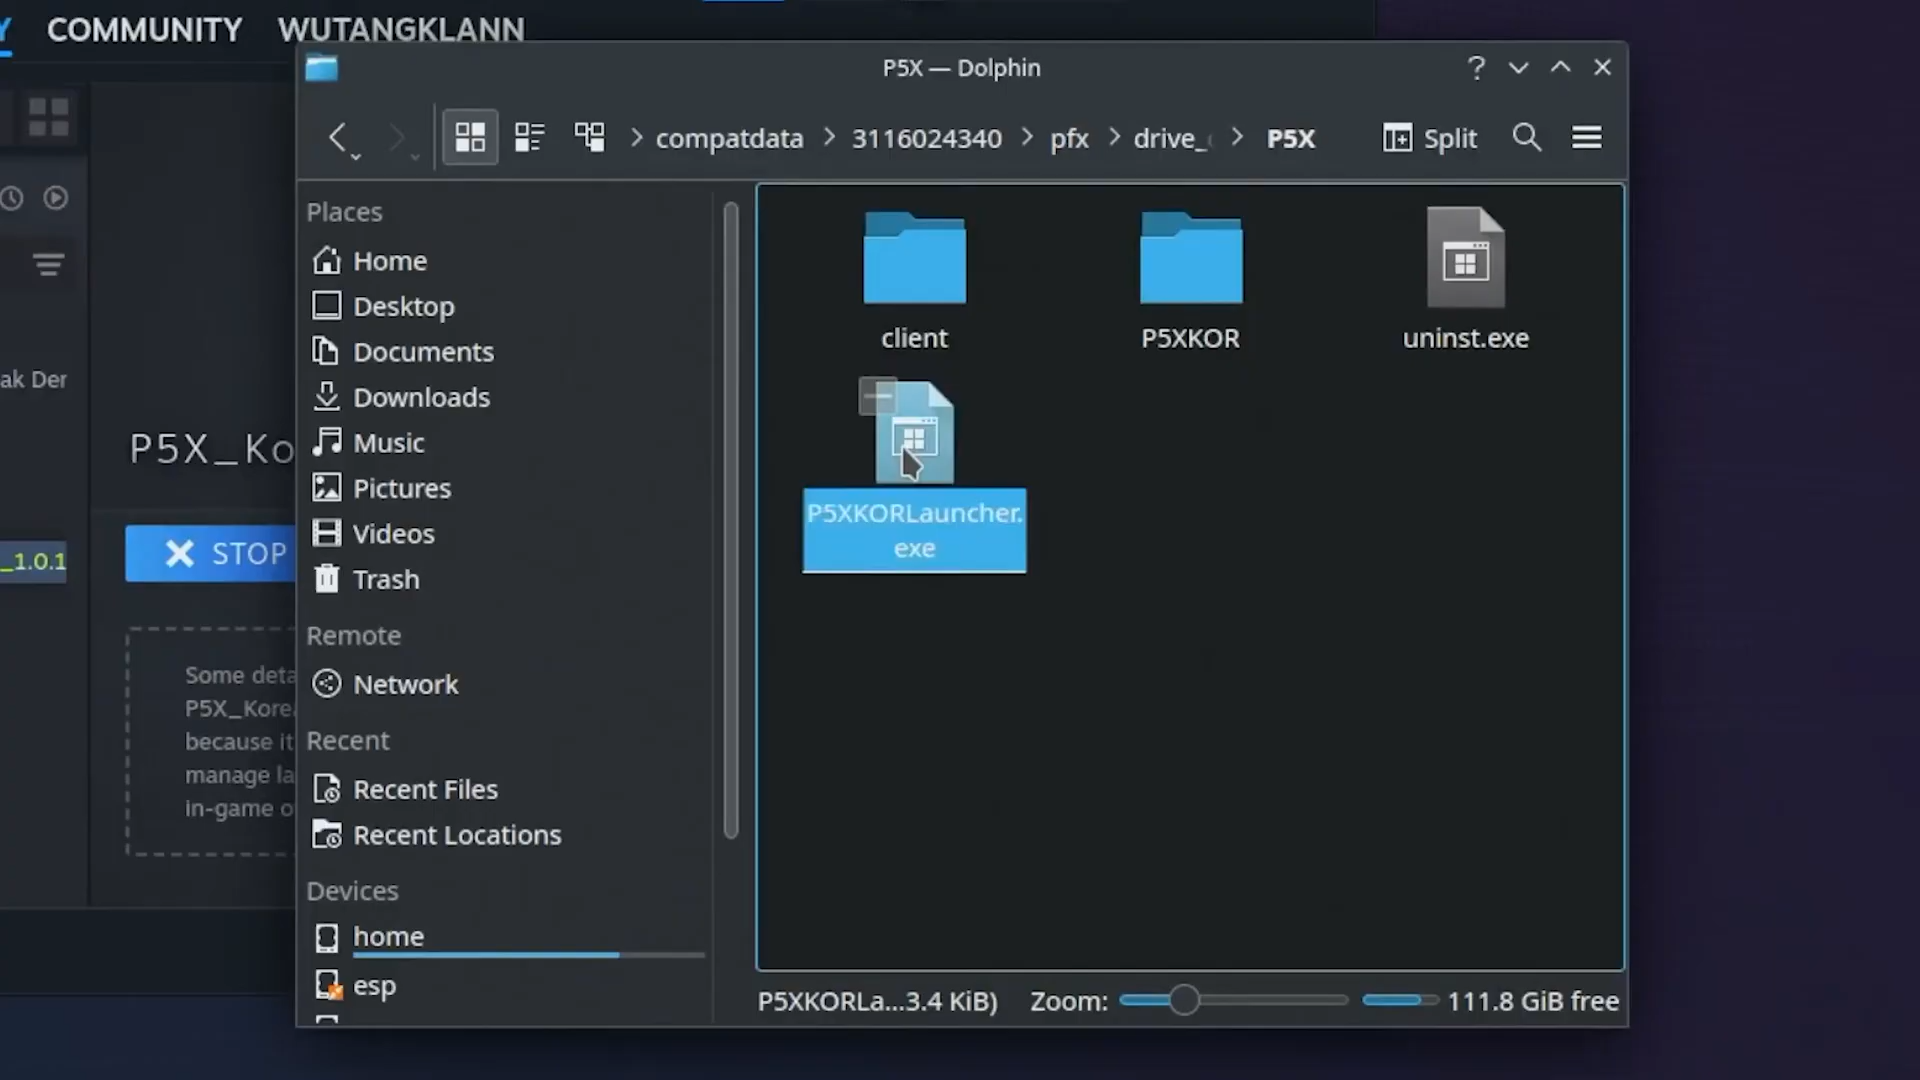 COMMUNITY WUTANGKLANN
P5X — Dolphin
compatdata 3116024340 pfx drive_ P5X Split
Places
Home
Desktop
Documents
Downloads
Music
Pictures
Videos
Trash
Remote
Network
Recent
Recent Files
Recent Locations
Devices
home
esp
client
P5XKOR
uninst.exe
P5XKORLauncher.
exe
P5XKORLa...3.4 KiB) Zoom: 111.8 GiB free
ak Der
P5X_Ko
_1.0.1
STOP
Some deta
P5X_Kore
because it
manage la
in-game o